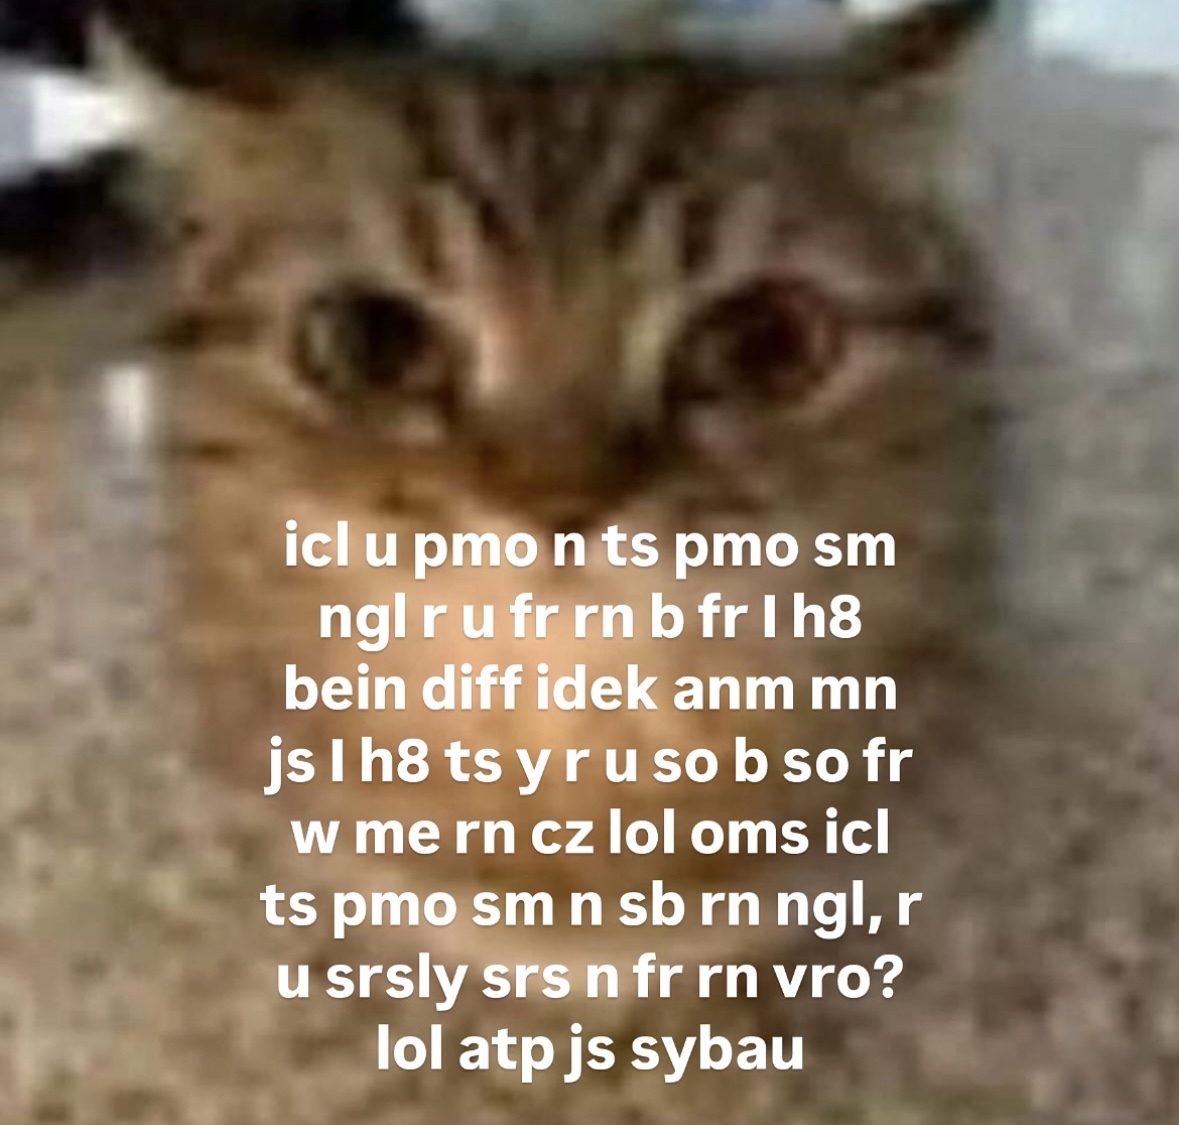 icl u pmo n ts pmo sm
ngl r u fr rn b fr I h8
bein diff idek anm mn
js I h8 ts y r u so b so fr
w me rn cz lol oms icl
ts pmo sm n sb rn ngl, r
u srsly srs n fr rn vro?
lol atp js sybau